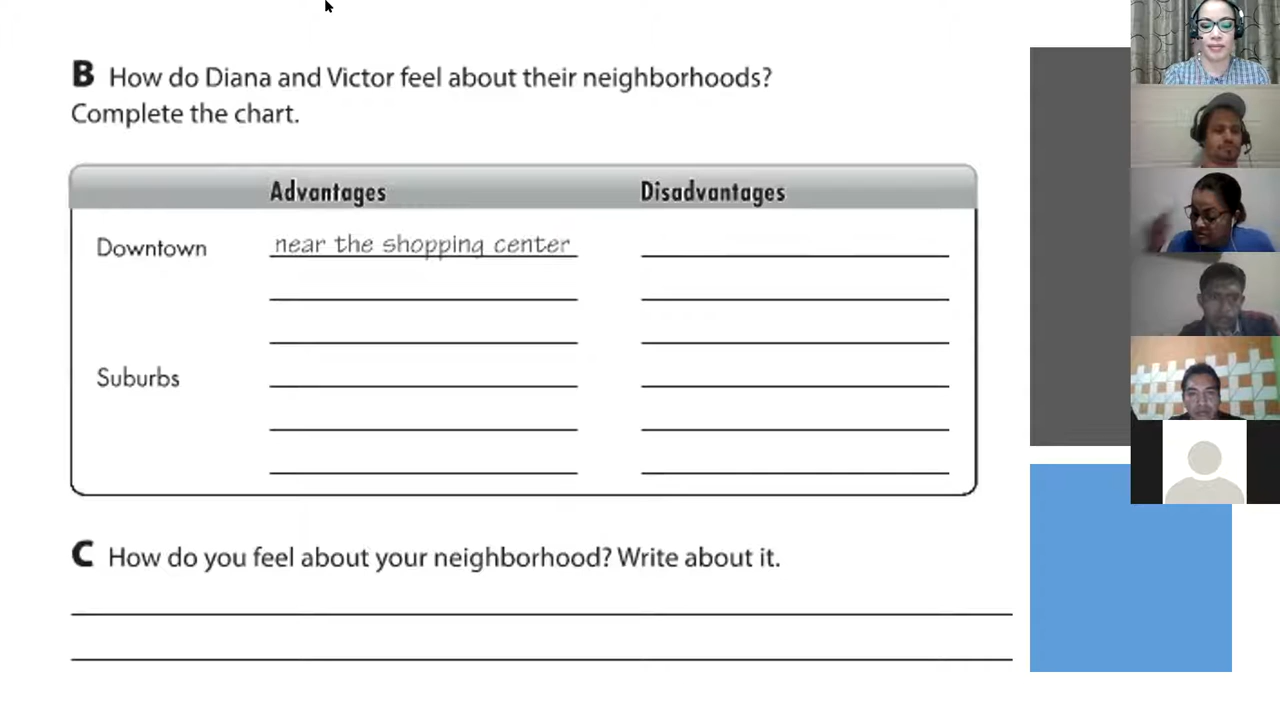 B How do Diana and Victor feel about their neighborhoods?
Complete the chart.
Advantages Disadvantages
Downtown near the shopping center
Suburbs
C How do you feel about your neighborhood? Write about it.